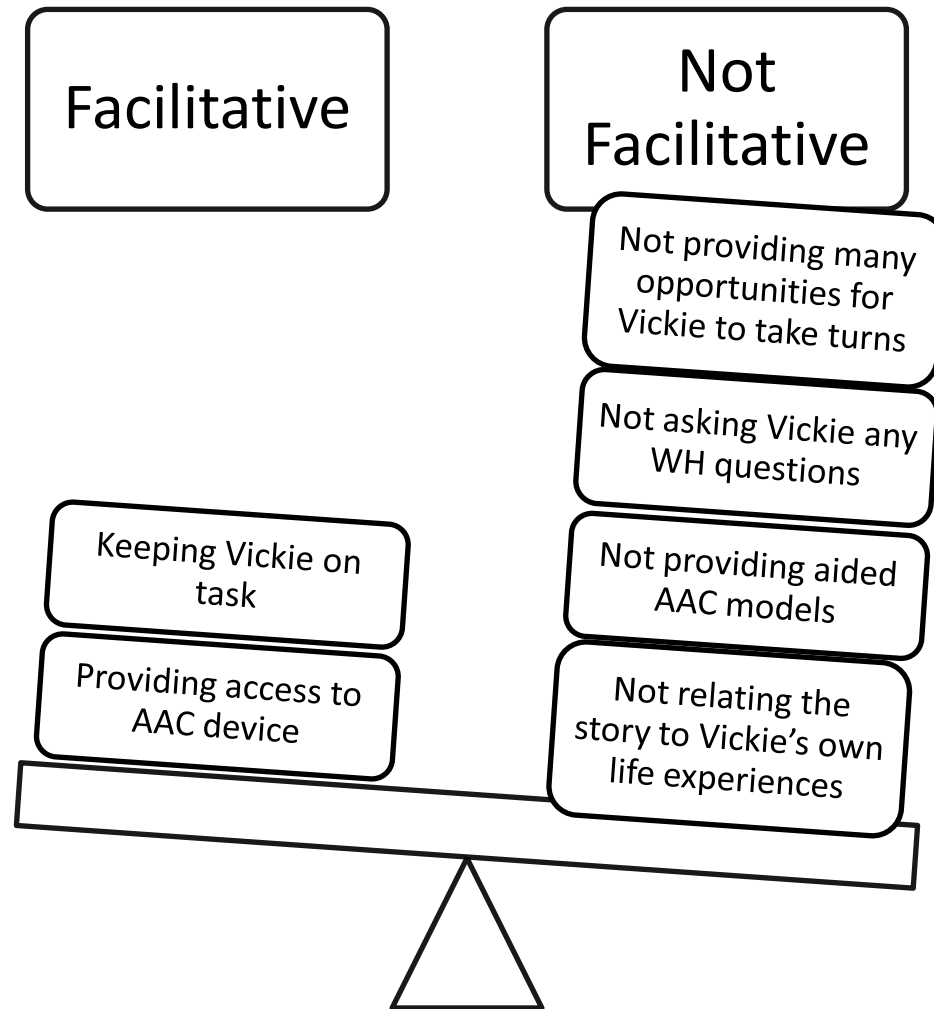 Facilitative
Not
Facilitative
Not providing many
opportunities for
Vickie to take turns
Not asking Vickie any
WH questions
Not providing aided
AAC models
Not relating the
story to Vickie’s own
life experiences
Keeping Vickie on
task
Providing access to
AAC device